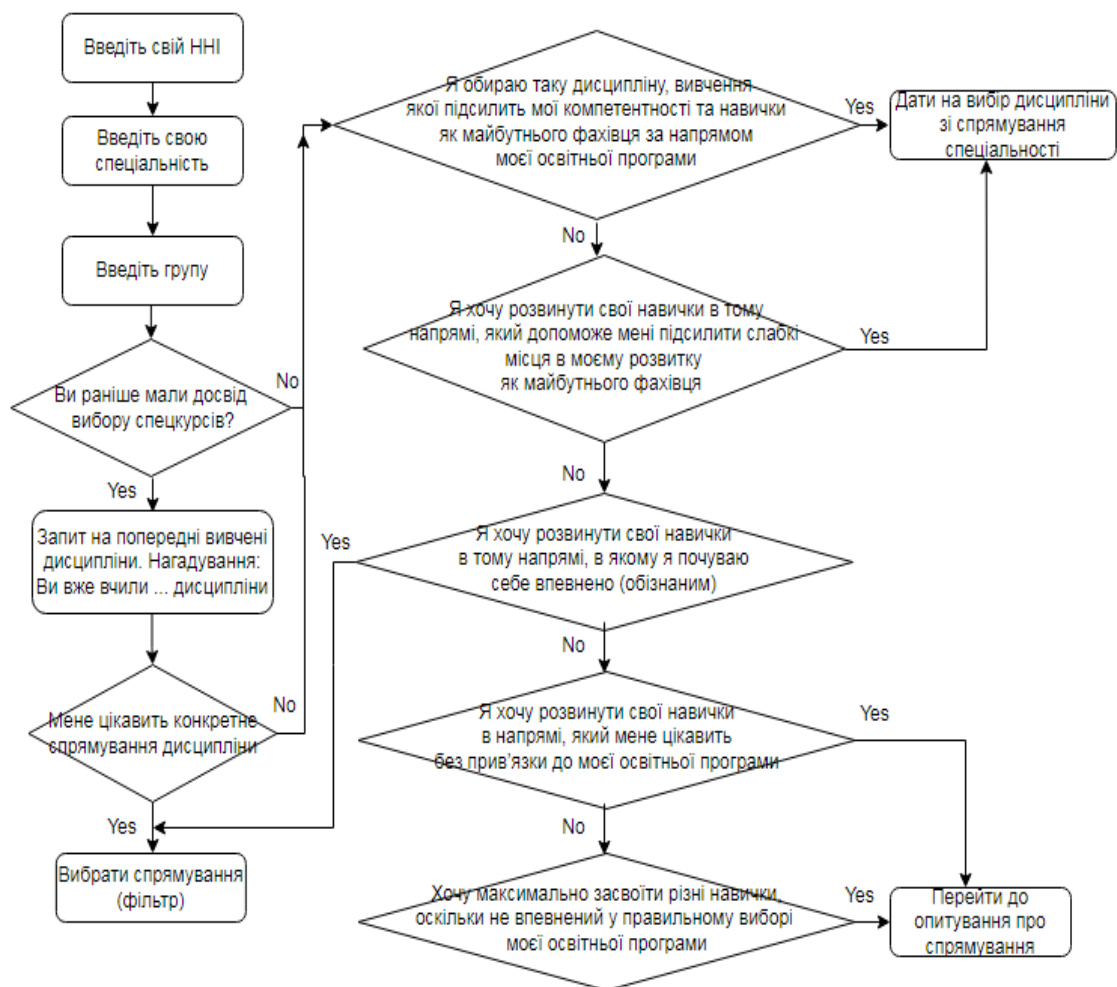 Введіть свій ННІ
Введіть свою
спеціальність
Введіть групу
Ви раніше мали досвід
вибору спецкурсів?
No
Yes
Запит на попередні вивчені
дисципліни. Нагадування:
Ви вже вчили ... дисципліни
Мене цікавить конкретне
спрямування дисципліни
No
Yes
Вибрати спрямування
(фільтр)
Я обираю таку дисципліну, вивчення
якої підсилить мої компетентності та навички
як майбутнього фахівця за напрямом
моєї освітньої програми
Yes
Дати на вибір дисципліни
зі спрямування
спеціальності
No
Я хочу розвинути свої навички в тому
напрямі, який допоможе мені підсилити слабкі
місця в моєму розвитку
як майбутнього фахівця
Yes
No
Я хочу розвинути свої навички
в тому напрямі, в якому я почуваю
себе впевнено (обізнаним)
Yes
No
Я хочу розвинути свої навички
в напрямі, який мене цікавить
без прив'язки до моєї освітньої програми
Yes
No
Хочу максимально засвоїти різні навички,
оскільки не впевнений у правильному виборі
моєї освітньої програми
Yes
Перейти до
опитування про
спрямування